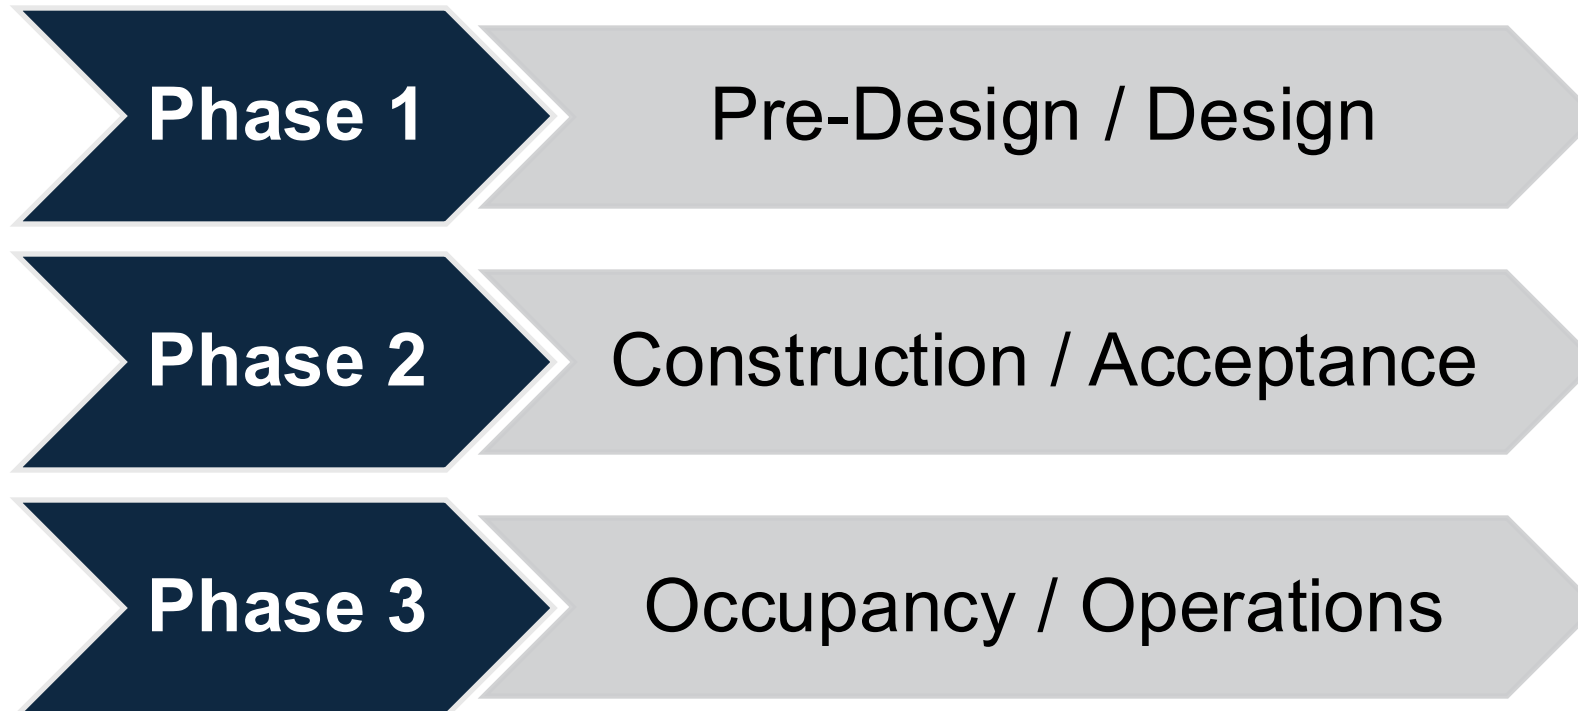 Phase 1
Pre-Design / Design
Phase 2
Construction / Acceptance
Phase 3
Occupancy / Operations